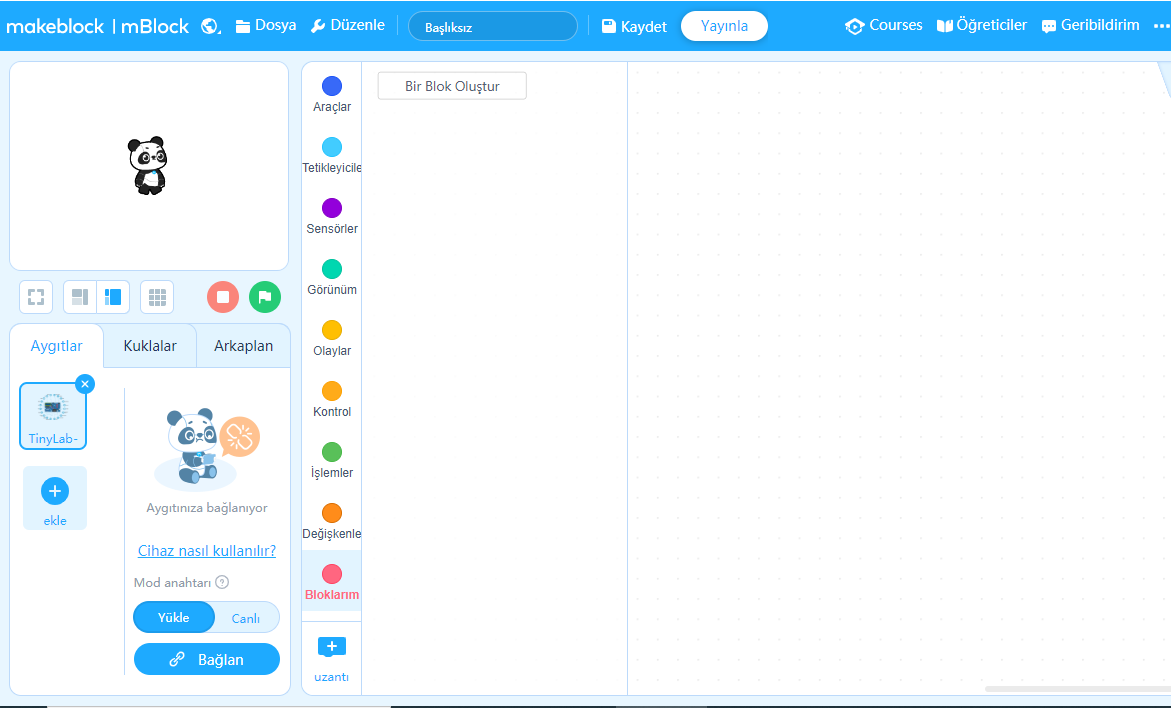 makeblock | mBlock
Dosya
Düzenle
Başlıksız
Kaydet
Yayınla
Courses
Öğreticiler
Geribildirim
Araçlar
Tetikleyicile
Sensörler
Görünüm
Olaylar
Kontrol
İşlemler
Değişkenle
Bloklarım
uzantı
Bir Blok Oluştur
Aygıtlar
Kuklalar
Arkaplan
TinyLab-
ekle
Aygıtınıza bağlanıyor
Cihaz nasıl kullanılır?
Mod anahtarı ?
Yükle
Canlı
Bağlan